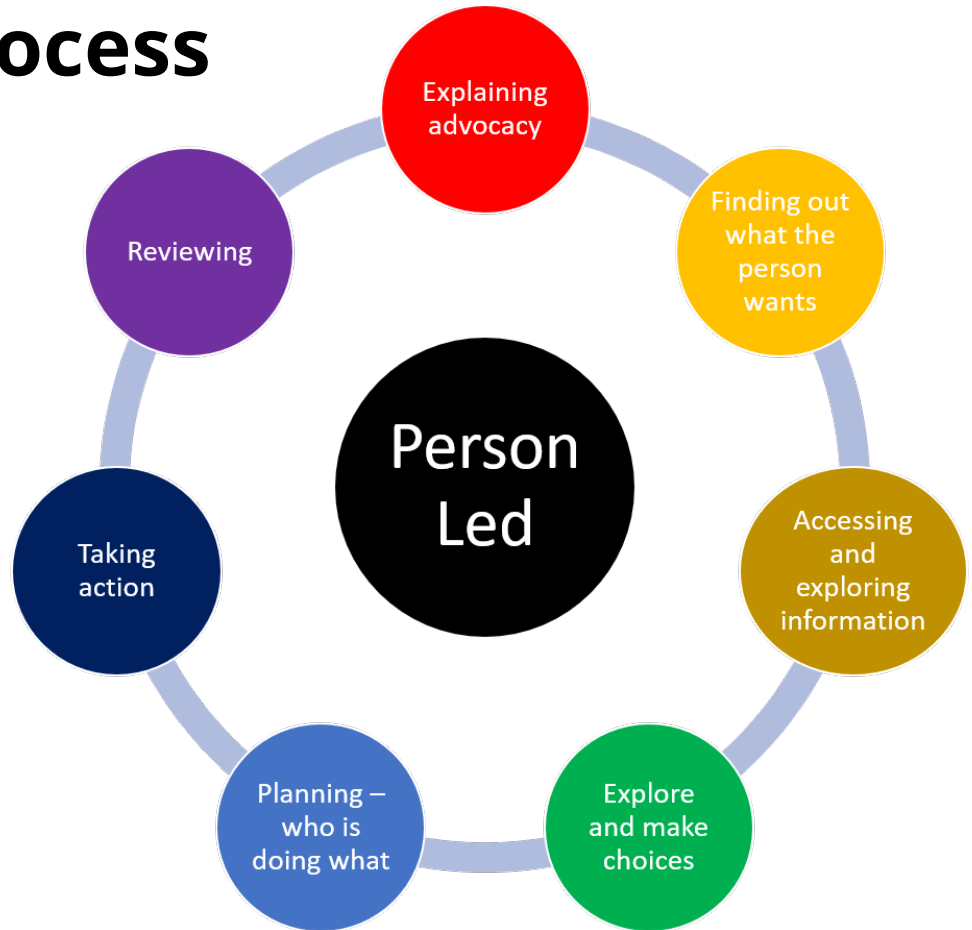 ocess
Explaining
advocacy
Finding out
what the
person
wants
Accessing
and
exploring
information
Explore
and make
choices
Planning –
who is
doing what
Taking
action
Reviewing
Person
Led